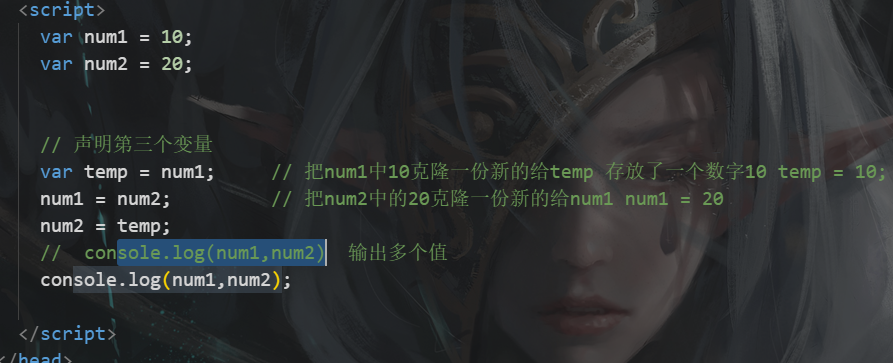 <script>
var num1 = 10;
var num2 = 20;
// 声明第三个变量
var temp = num1; // 把num1中10克隆一份新的给temp 存放了一个数字10 temp = 10;
num1 = num2; // 把num2中的20克隆一份新的给num1 num1 = 20
num2 = temp;
// console.log(num1,num2) 输出多个值
console.log(num1,num2);
</script>
</head>